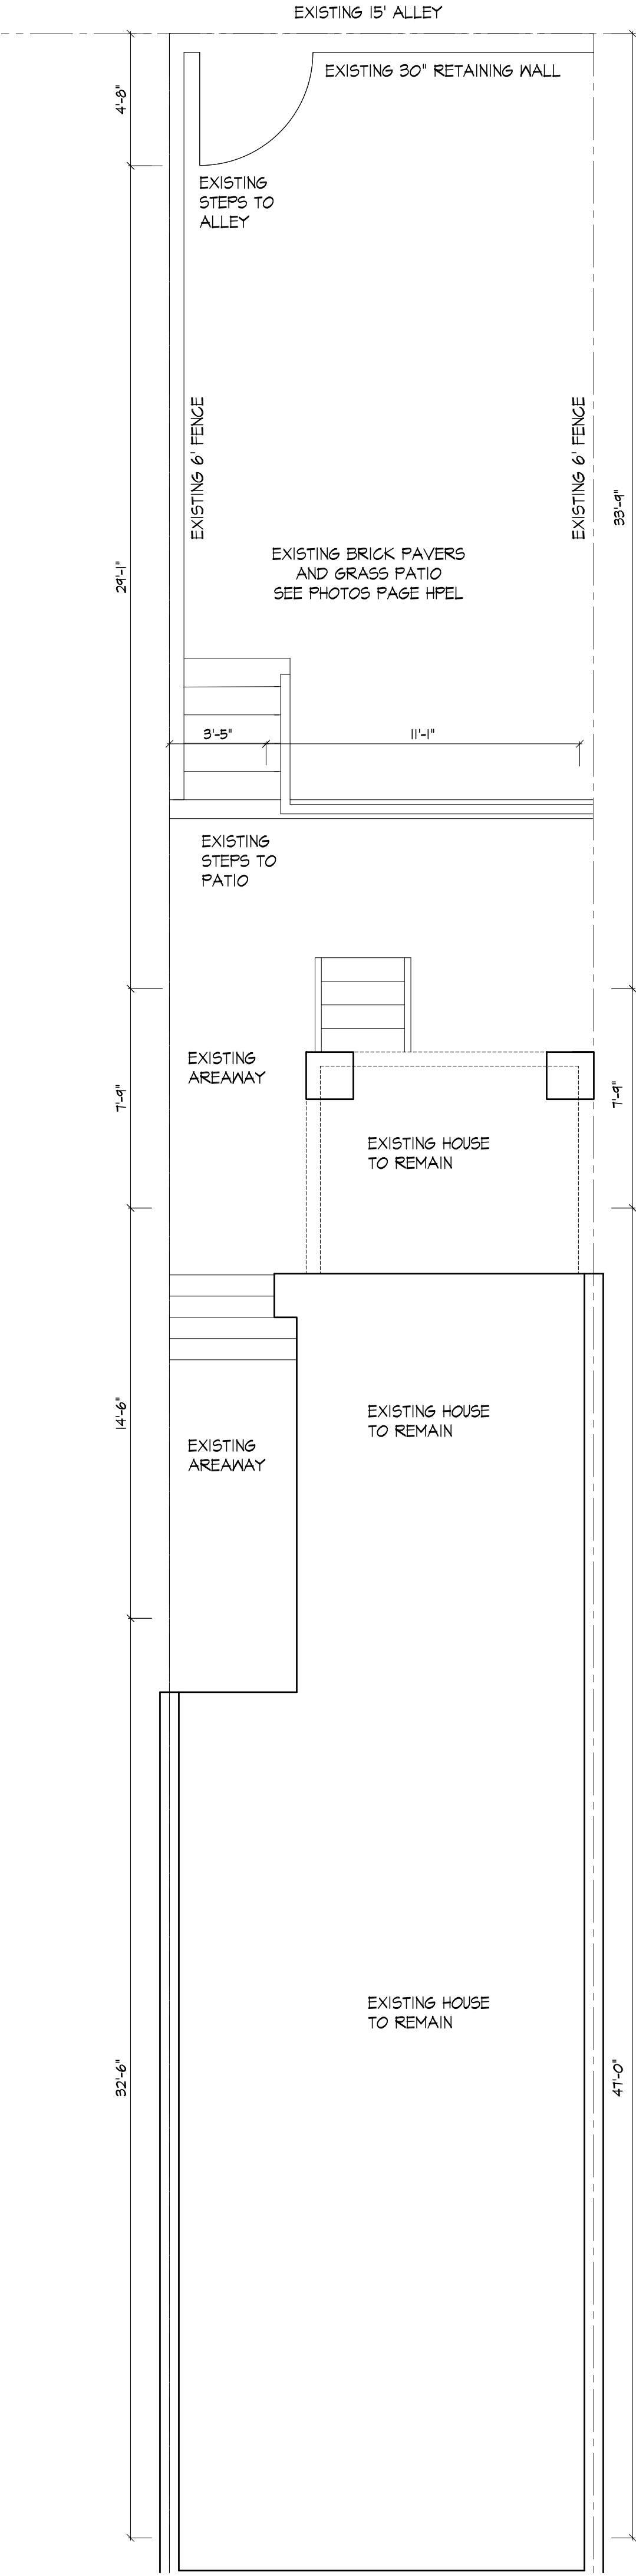 EXISTING 15' ALLEY
EXISTING 30" RETAINING WALL
4'-8"
EXISTING
STEPS TO
ALLEY
EXISTING 6' FENCE
EXISTING 6' FENCE
33'-9"
EXISTING BRICK PAVERS
AND GRASS PATIO
SEE PHOTOS PAGE HPEL
29'-1"
3'-5"
11'-1"
EXISTING
STEPS TO
PATIO
EXISTING
AREAWAY
7'-9"
7'-9"
EXISTING HOUSE
TO REMAIN
EXISTING HOUSE
TO REMAIN
14'-6"
EXISTING
AREAWAY
EXISTING HOUSE
TO REMAIN
32'-6"
47'-0"